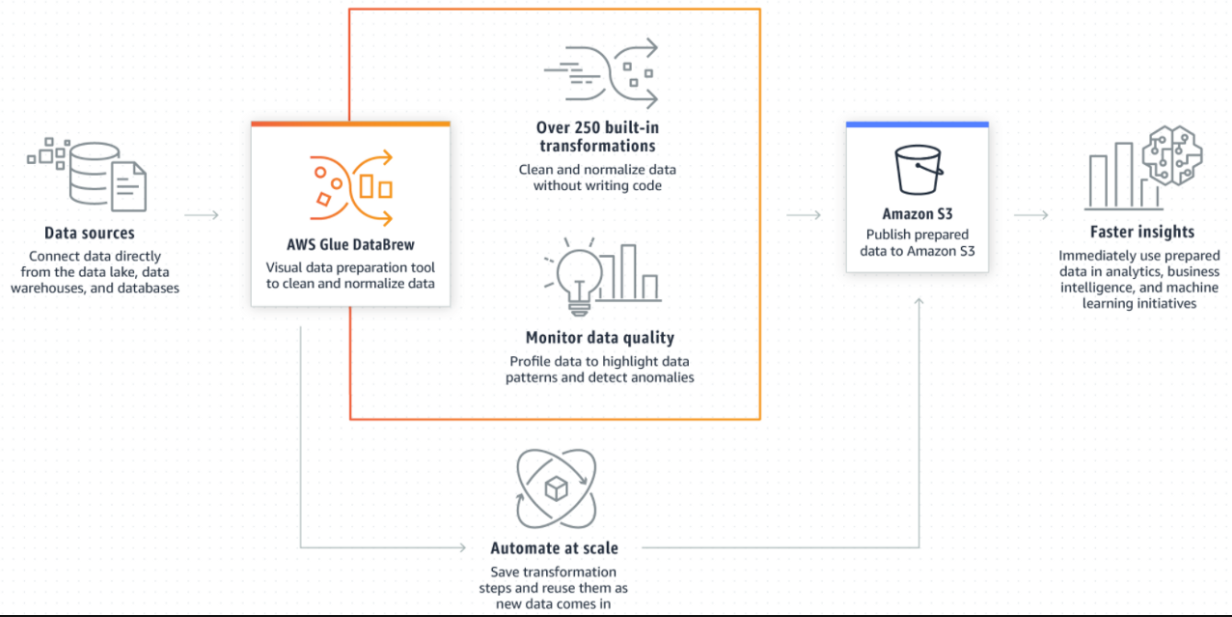 Data sources
Connect data directly
from the data lake, data
warehouses, and databases
AWS Glue DataBrew
Visual data preparation tool
to clean and normalize data
Over 250 built-in
transformations
Clean and normalize data
without writing code
Monitor data quality
Profile data to highlight data
patterns and detect anomalies
Automate at scale
Save transformation
steps and reuse them as
new data comes in
Amazon S3
Publish prepared
data to Amazon S3
Faster insights
Immediately use prepared
data in analytics, business
intelligence, and machine
learning initiatives